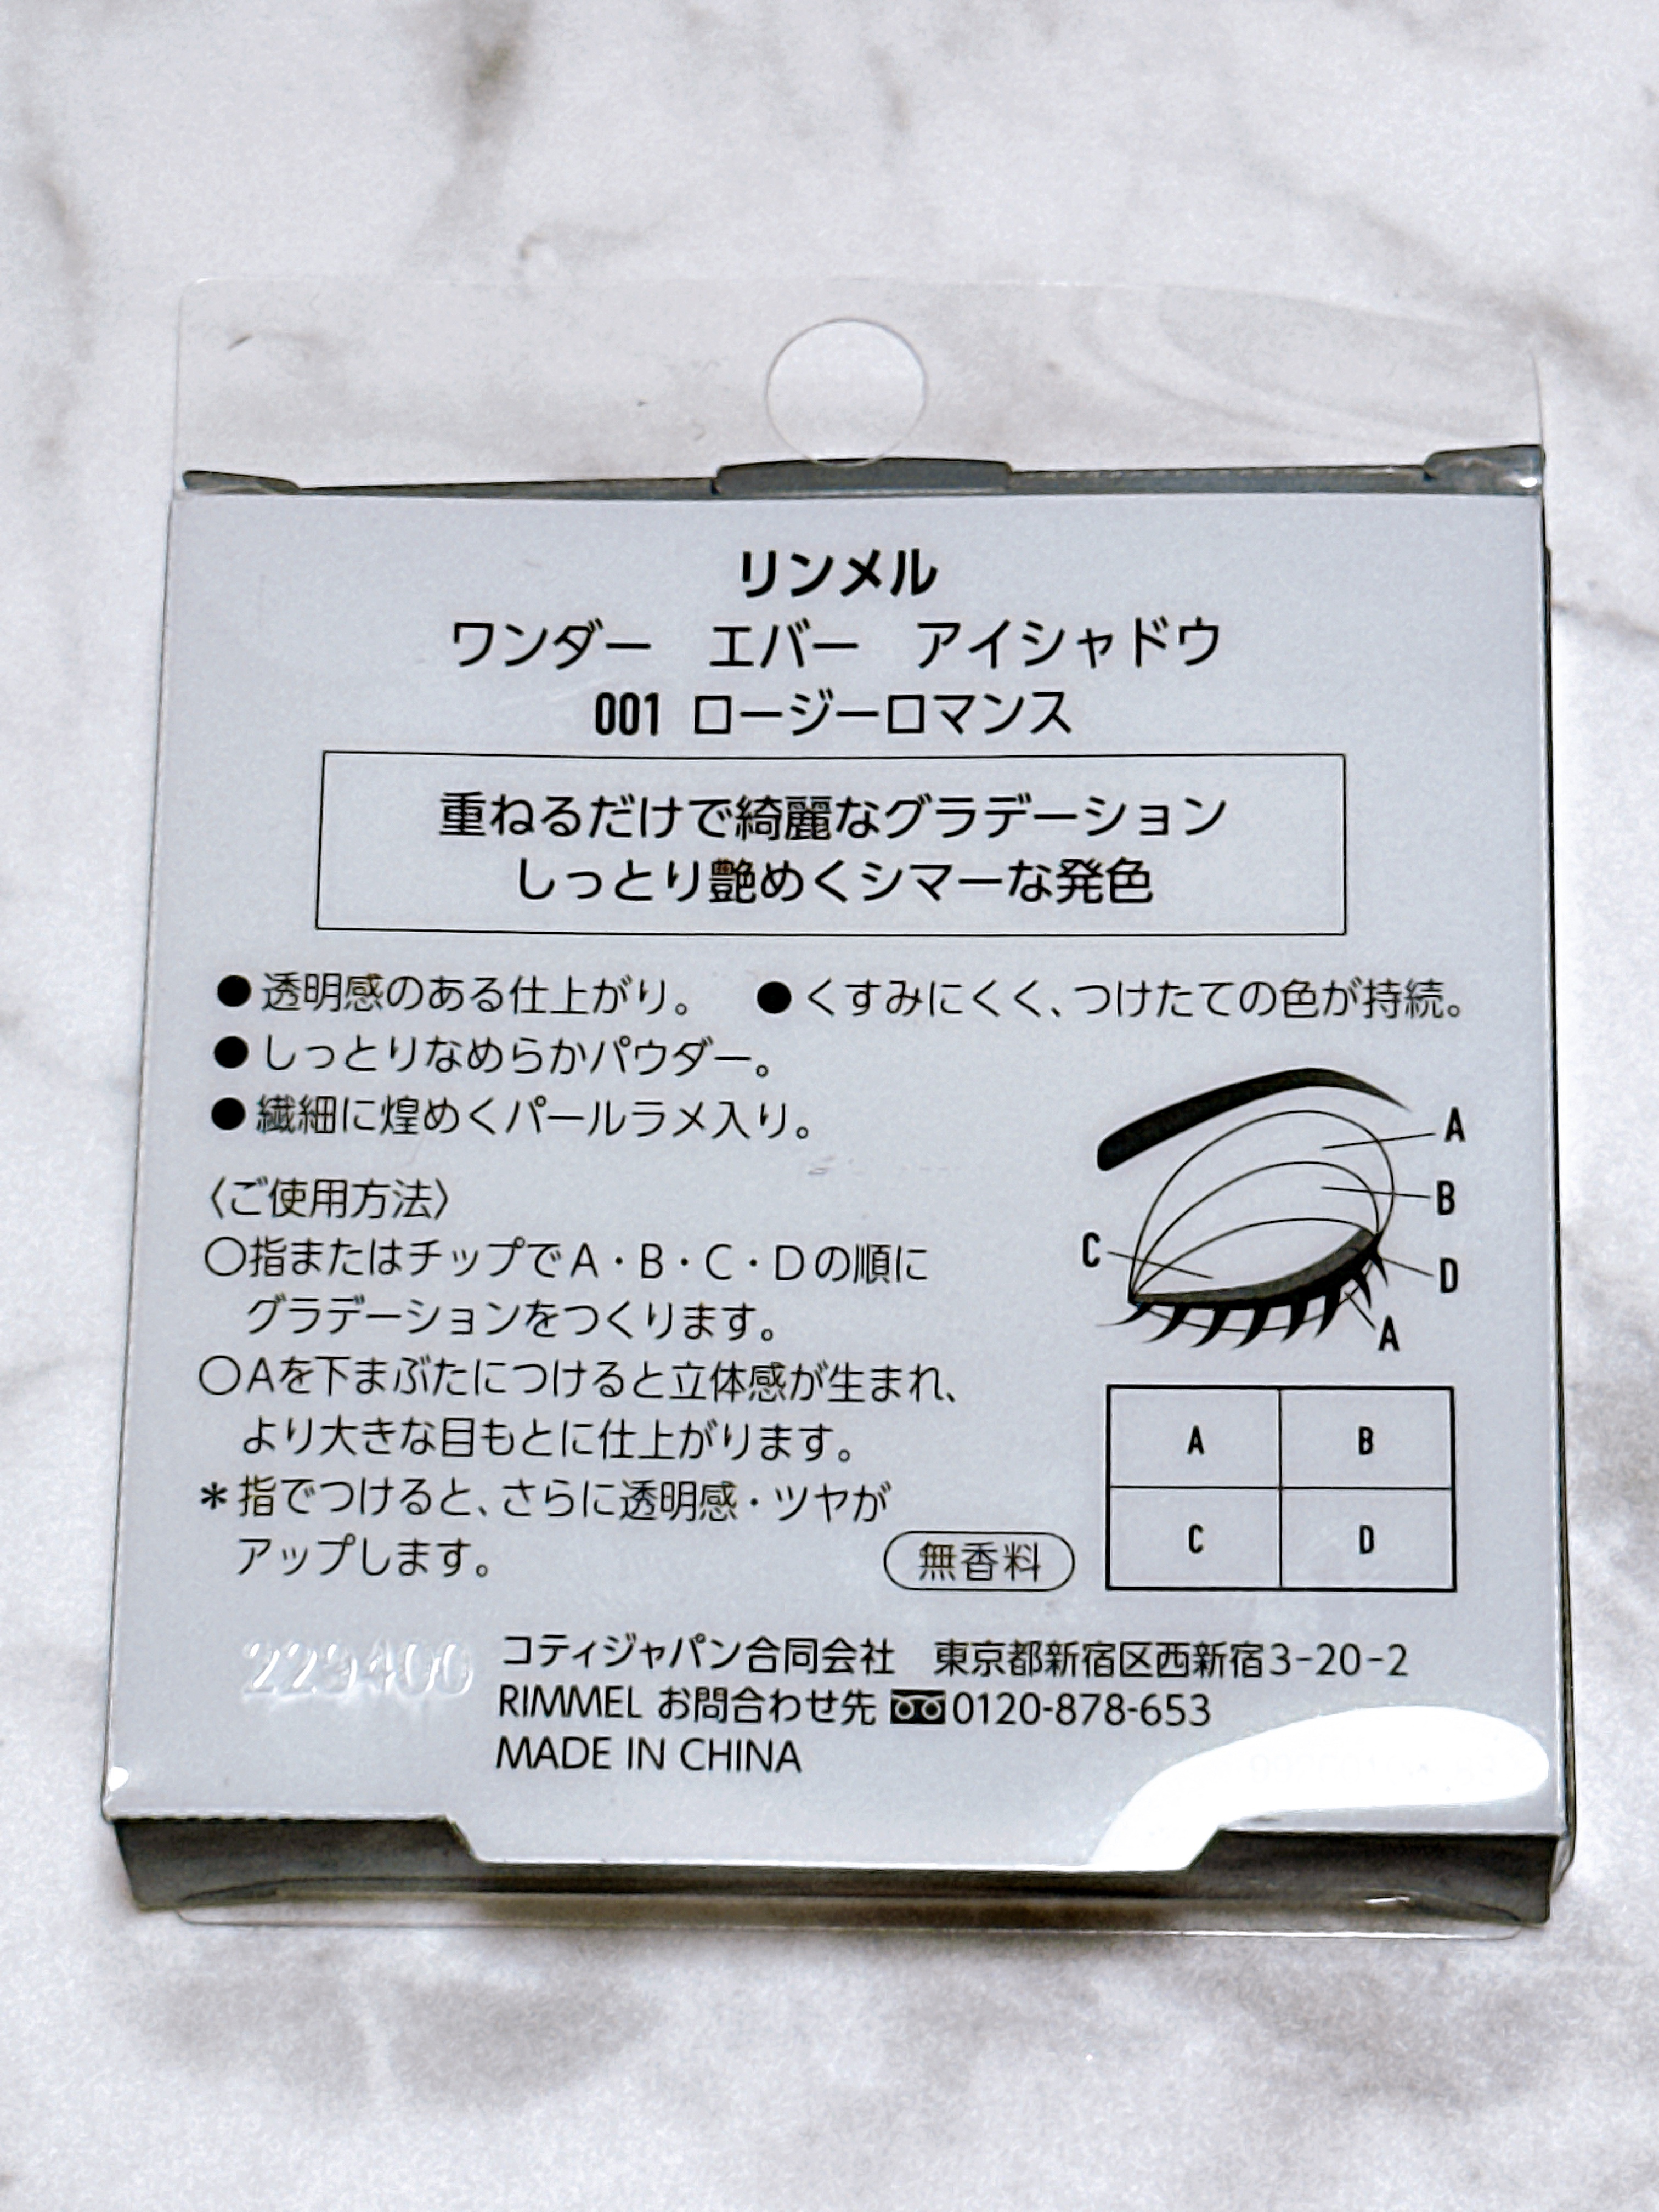 リンメル
ワンダー エバー アイシャドウ
001 ロージーロマンス
重ねるだけで綺麗なグラデーション
しっとり艶めくシマーな発色
●透明感のある仕上がり。 ●くすみにくく、つけたての色が持続。
●しっとりなめらかパウダー。
●繊細に煌めくパールラメ入り。
〈ご使用方法〉
○指またはチップでA・B・C・Dの順に
グラデーションをつくります。
○Aを下まぶたにつけると立体感が生まれ、
より大きな目もとに仕上がります。
*指でつけると、さらに透明感・ツヤが
アップします。
無香料
A
B
C
D
A
A B
C D
229400
コティジャパン合同会社 東京都新宿区西新宿3-20-2
RIMMEL お問合わせ先 0120-878-653
MADE IN CHINA